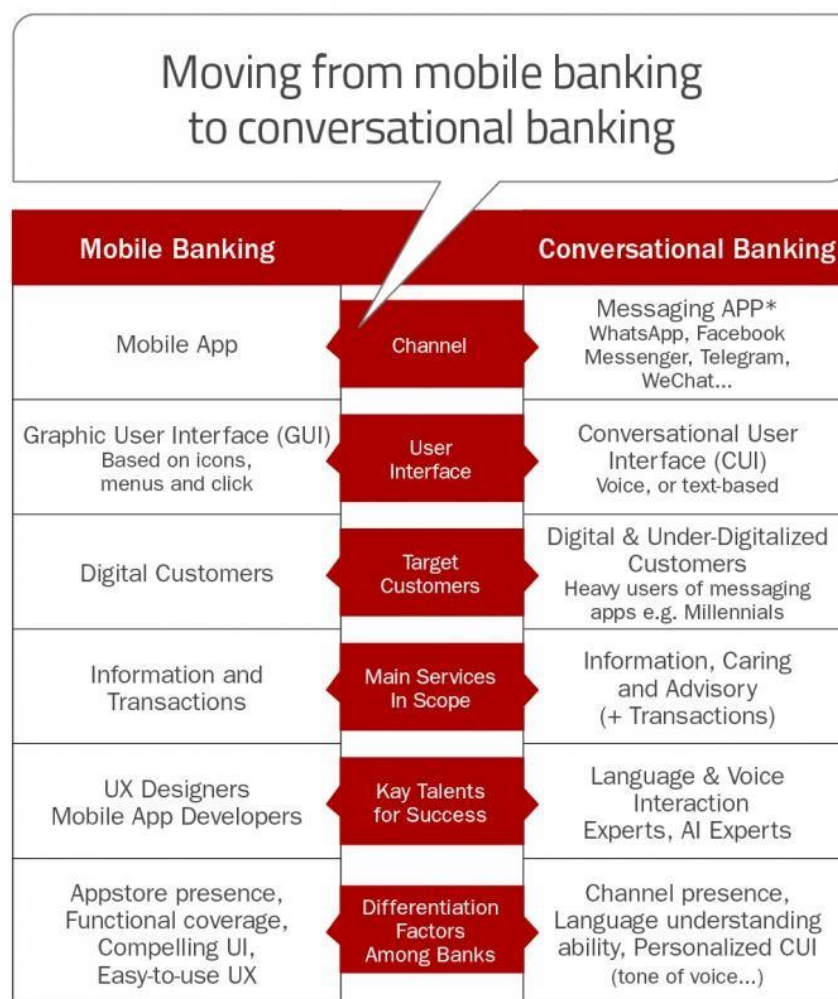 Moving from mobile banking
to conversational banking
Mobile Banking
Conversational Banking
Mobile App
Channel
Messaging APP*
WhatsApp, Facebook
Messenger, Telegram,
WeChat...
Graphic User Interface (GUI)
Based on icons,
menus and click
User
Interface
Conversational User
Interface (CUI)
Voice, or text-based
Digital Customers
Target
Customers
Digital & Under-Digitalized
Customers
Heavy users of messaging
apps e.g. Millennials
Information and
Transactions
Main Services
In Scope
Information, Caring
and Advisory
(+ Transactions)
UX Designers
Mobile App Developers
Kay Talents
for Success
Language & Voice
Interaction
Experts, AI Experts
Appstore presence,
Functional coverage,
Compelling UI,
Easy-to-use UX
Differentiation
Factors
Among Banks
Channel presence,
Language understanding
ability, Personalized CUI
(tone of voice...)